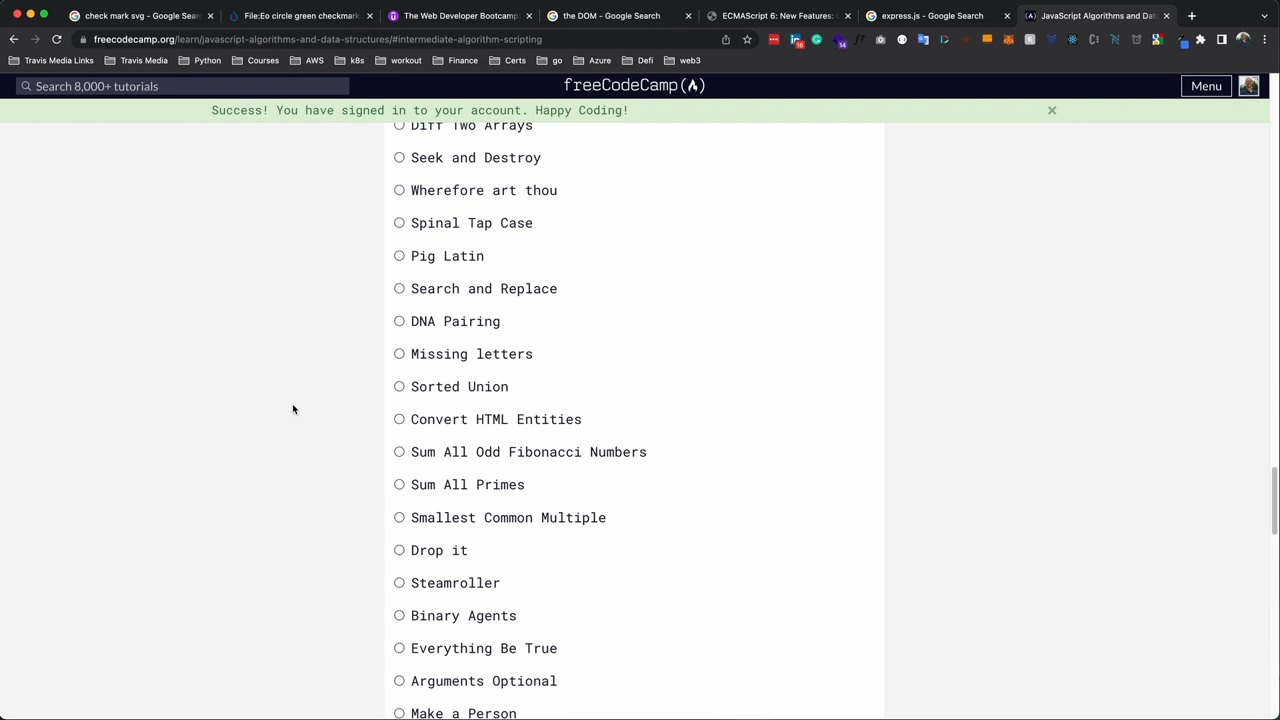 check mark svg - Google Sear
File:Eo circle green checkmark
The Web Developer Bootcamp
the DOM - Google Search
ECMAScript 6: New Features: O
express.js - Google Search
JavaScript Algorithms and Data
freecodecamp.org/learn/javascript-algorithms-and-data-structures/#intermediate-algorithm-scripting
16
14
Travis Media Links
Travis Media
Python
Courses
AWS
k8s
workout
Finance
Certs
go
Azure
Defi
web3
Search 8,000+ tutorials
freeCodeCamp
Menu
Success! You have signed in to your account. Happy Coding!
Diff Two Arrays
Seek and Destroy
Wherefore art thou
Spinal Tap Case
Pig Latin
Search and Replace
DNA Pairing
Missing letters
Sorted Union
Convert HTML Entities
Sum All Odd Fibonacci Numbers
Sum All Primes
Smallest Common Multiple
Drop it
Steamroller
Binary Agents
Everything Be True
Arguments Optional
Make a Person